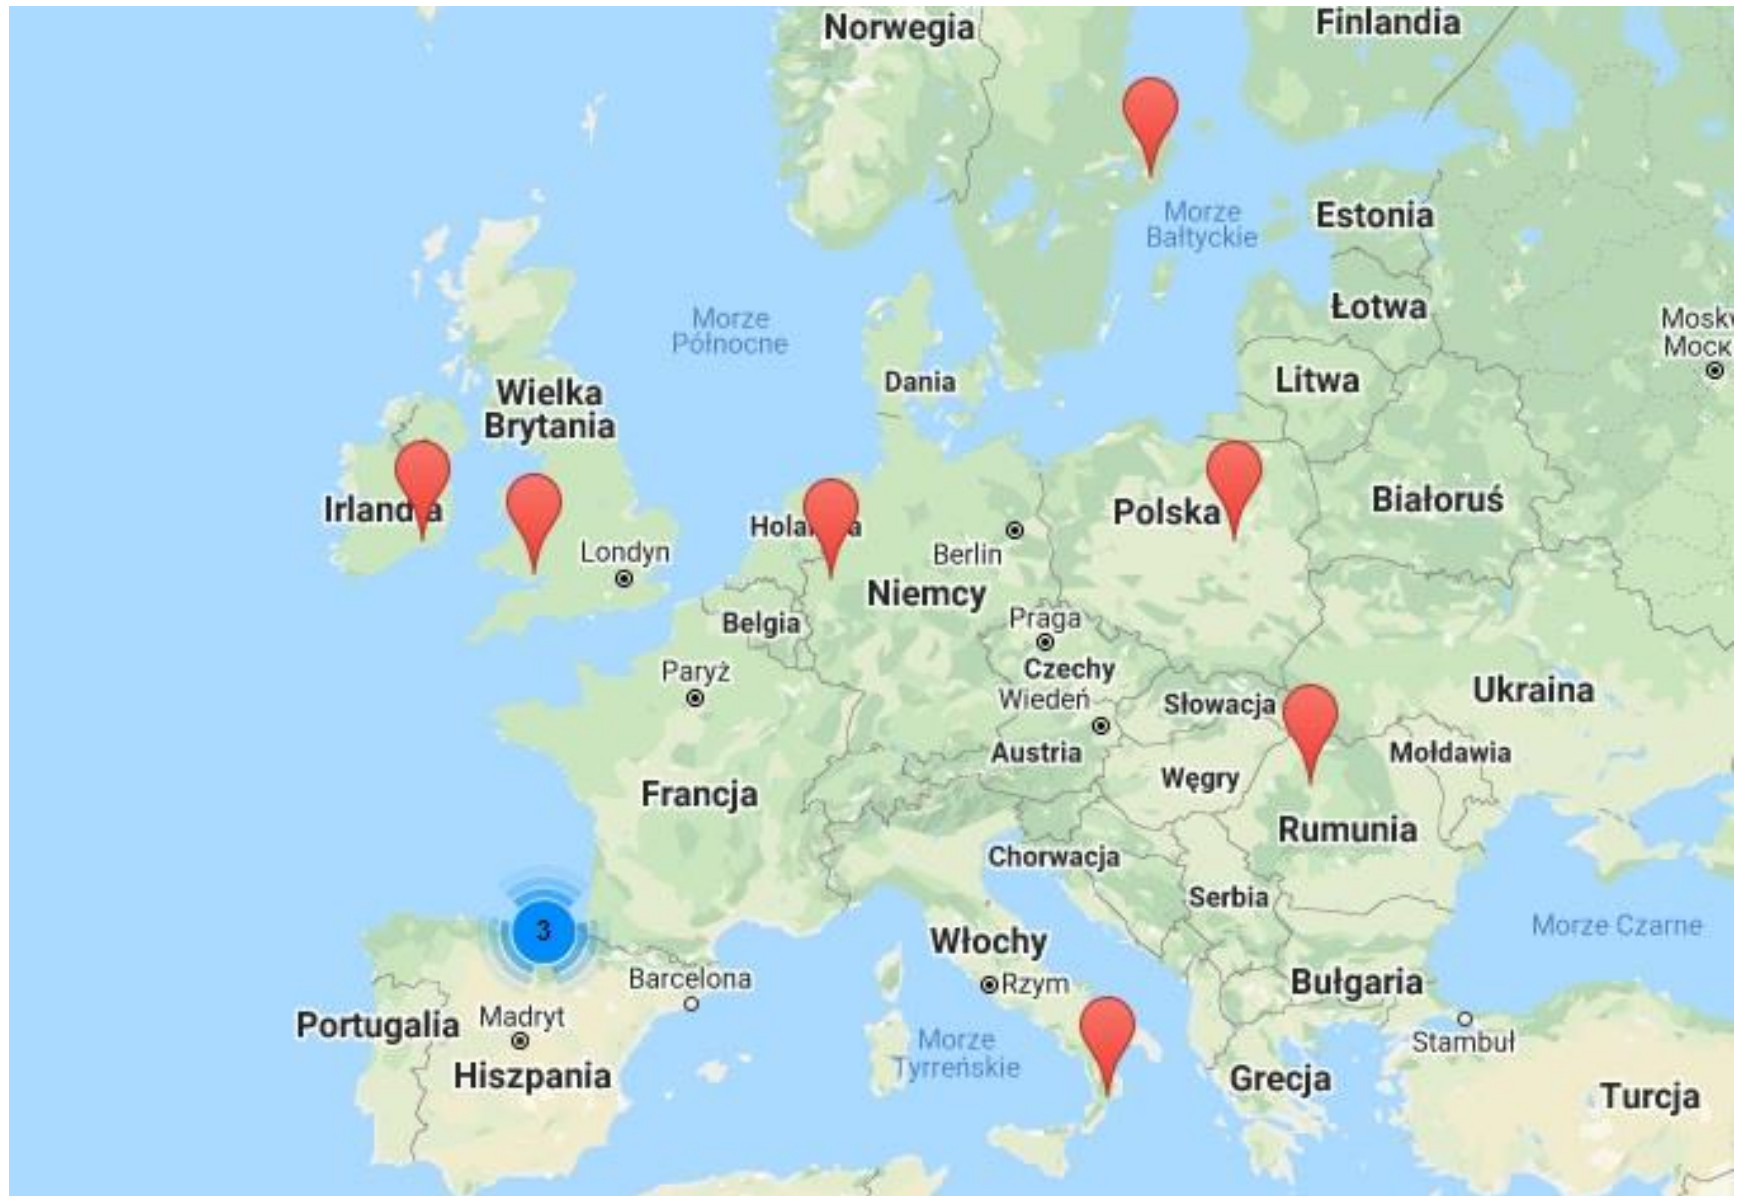 Norwegia
Finlandia
Morze
Bałtyckie
Estonia
Łotwa
Mosk
Моск
Morze
Północne
Dania
Litwa
Wielka
Brytania
Irlandia
Londyn
Holandia
Berlin
Polska
Białoruś
Niemcy
Belgia
Praga
Czechy
Paryż
Wiedeń
Słowacja
Ukraina
Austria
Węgry
Mołdawia
Francja
Rumunia
Chorwacja
Serbia
3
Morze Czarne
Włochy
Barcelona
Rzym
Bułgaria
Portugalia
Madryt
Hiszpania
Morze
Tyrreńskie
Stambuł
Grecja
Turcja